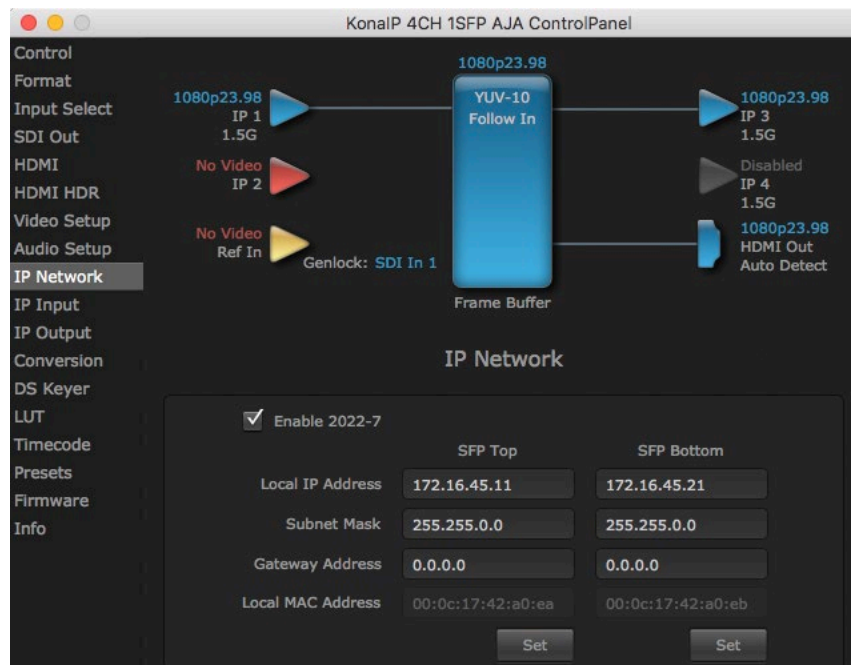 KonaIP 4CH 1SFP AJA ControlPanel
Control
Format
Input Select
SDI Out
HDMI
HDMI HDR
Video Setup
Audio Setup
IP Network
IP Input
IP Output
Conversion
DS Keyer
LUT
Timecode
Presets
Firmware
Info
1080p23.98
IP 1
1.5G
No Video
IP 2
No Video
Ref In
Genlock: SDI In 1
1080p23.98
YUV-10
Follow In
Frame Buffer
1080p23.98
IP 3
1.5G
Disabled
IP 4
1.5G
1080p23.98
HDMI Out
Auto Detect
IP Network
Enable 2022-7
SFP Top SFP Bottom
Local IP Address 172.16.45.11 172.16.45.21
Subnet Mask 255.255.0.0 255.255.0.0
Gateway Address 0.0.0.0 0.0.0.0
Local MAC Address 00:0c:17:42:a0:ea 00:0c:17:42:a0:eb
Set Set